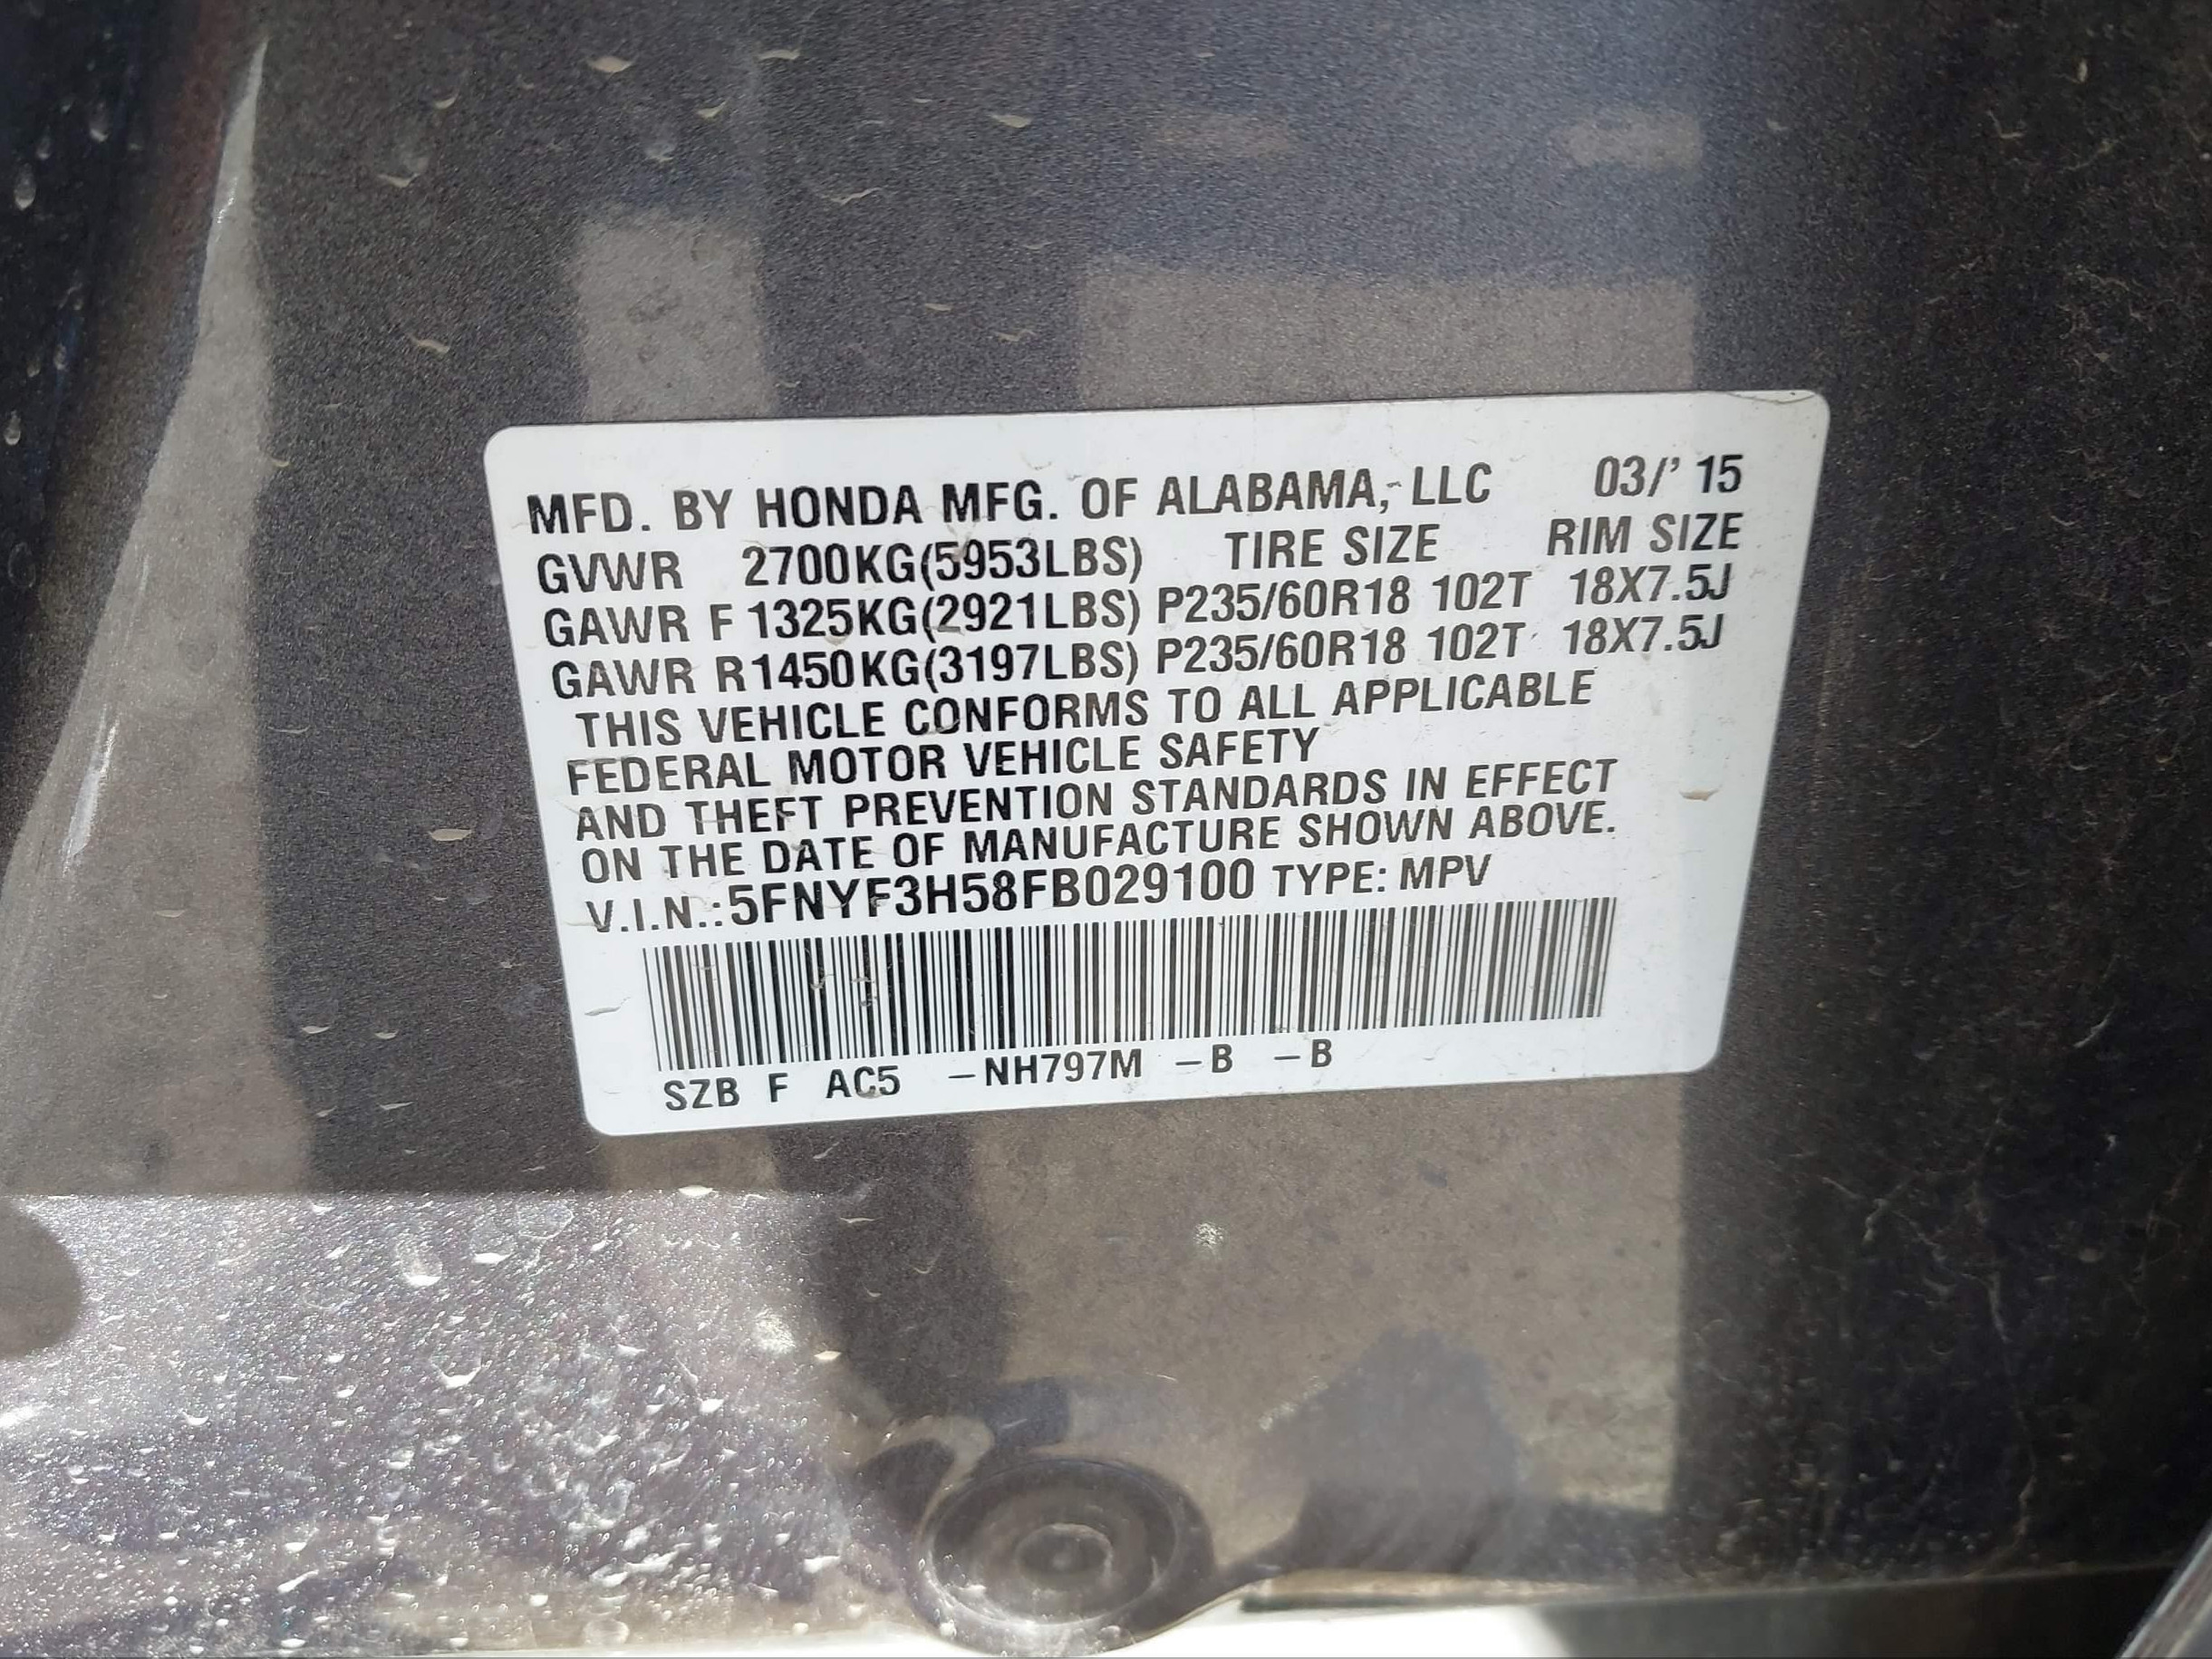 MFD. BY HONDA MFG. OF ALABAMA, LLC 03/' 15
GVWR 2700KG(5953LBS) TIRE SIZE RIM SIZE
GAWR F 1325KG(2921LBS) P235/60R18 102T 18X7.5J
GAWR R 1450KG(3197LBS) P235/60R18 102T 18X7.5J
THIS VEHICLE CONFORMS TO ALL APPLICABLE
FEDERAL MOTOR VEHICLE SAFETY
AND THEFT PREVENTION STANDARDS IN EFFECT
ON THE DATE OF MANUFACTURE SHOWN ABOVE.
V.I.N.:5FNYF3H58FB029100 TYPE: MPV
SZB F AC5 –NH797M –B –B